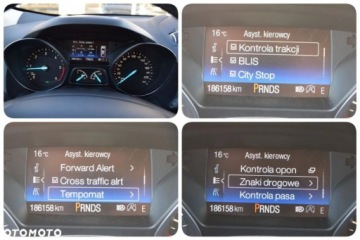 16°C Asyst. kierowcy
Kontrola trakcji
BLIS
City Stop
186158 km PRNDS E
16°C Asyst. kierowcy
Forward Alert
Cross traffic alrt
Tempomat
186158 km PRNDS E
16°C Asyst. kierowcy
Kontrola opon
Znaki drogowe
Kontrola pasa
186158 km PRNDS E
OTOMOTO